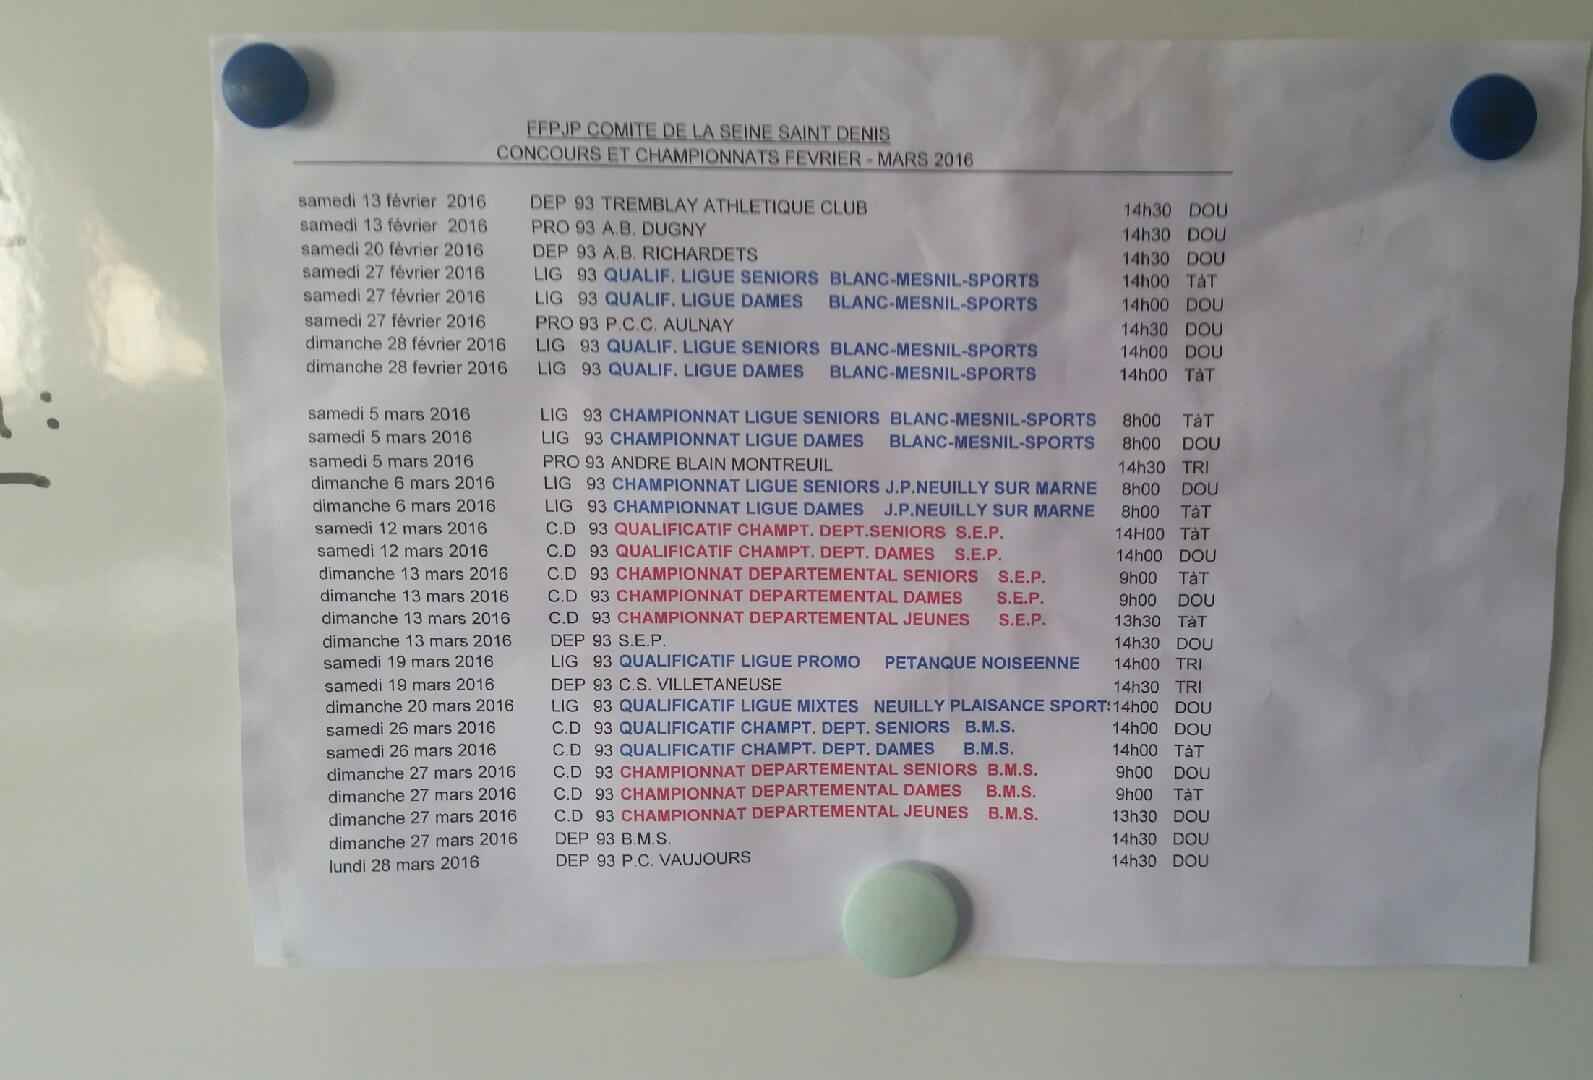 FFPJP COMITE DE LA SEINE SAINT DENIS
CONCOURS ET CHAMPIONNATS FEVRIER - MARS 2016
samedi 13 février 2016 DEP 93 TREMBLAY ATHLETIQUE CLUB 14h30 DOU
samedi 13 février 2016 PRO 93 A.B. DUGNY 14h30 DOU
samedi 20 février 2016 DEP 93 A.B. RICHARDETS 14h30 DOU
samedi 27 février 2016 LIG 93 QUALIF. LIGUE SENIORS BLANC-MESNIL-SPORTS 14h00 TàT
samedi 27 février 2016 LIG 93 QUALIF. LIGUE DAMES BLANC-MESNIL-SPORTS 14h00 DOU
samedi 27 février 2016 PRO 93 P.C.C. AULNAY 14h30 DOU
dimanche 28 février 2016 LIG 93 QUALIF. LIGUE SENIORS BLANC-MESNIL-SPORTS 14h00 DOU
dimanche 28 fevrier 2016 LIG 93 QUALIF. LIGUE DAMES BLANC-MESNIL-SPORTS 14h00 TàT
samedi 5 mars 2016 LIG 93 CHAMPIONNAT LIGUE SENIORS BLANC-MESNIL-SPORTS 8h00 TàT
samedi 5 mars 2016 LIG 93 CHAMPIONNAT LIGUE DAMES BLANC-MESNIL-SPORTS 8h00 DOU
samedi 5 mars 2016 PRO 93 ANDRE BLAIN MONTREUIL 14h30 TRI
dimanche 6 mars 2016 LIG 93 CHAMPIONNAT LIGUE SENIORS J.P.NEUILLY SUR MARNE 8h00 DOU
dimanche 6 mars 2016 LIG 93 CHAMPIONNAT LIGUE DAMES J.P.NEUILLY SUR MARNE 8h00 TàT
samedi 12 mars 2016 C.D 93 QUALIFICATIF CHAMPT. DEPT.SENIORS S.E.P. 14H00 TàT
samedi 12 mars 2016 C.D 93 QUALIFICATIF CHAMPT. DEPT. DAMES S.E.P. 14h00 DOU
dimanche 13 mars 2016 C.D 93 CHAMPIONNAT DEPARTEMENTAL SENIORS S.E.P. 9h00 TàT
dimanche 13 mars 2016 C.D 93 CHAMPIONNAT DEPARTEMENTAL DAMES S.E.P. 9h00 DOU
dimanche 13 mars 2016 C.D 93 CHAMPIONNAT DEPARTEMENTAL JEUNES S.E.P. 13h30 TàT
dimanche 13 mars 2016 DEP 93 S.E.P. 14h30 DOU
samedi 19 mars 2016 LIG 93 QUALIFICATIF LIGUE PROMO PETANQUE NOISEENNE 14h00 TRI
samedi 19 mars 2016 DEP 93 C.S. VILLETANEUSE 14h30 TRI
dimanche 20 mars 2016 LIG 93 QUALIFICATIF LIGUE MIXTES NEUILLY PLAISANCE SPORT 14h00 DOU
samedi 26 mars 2016 C.D 93 QUALIFICATIF CHAMPT. DEPT. SENIORS B.M.S. 14h00 DOU
samedi 26 mars 2016 C.D 93 QUALIFICATIF CHAMPT. DEPT. DAMES B.M.S. 14h00 TàT
dimanche 27 mars 2016 C.D 93 CHAMPIONNAT DEPARTEMENTAL SENIORS B.M.S. 9h00 DOU
dimanche 27 mars 2016 C.D 93 CHAMPIONNAT DEPARTEMENTAL DAMES B.M.S. 9h00 TàT
dimanche 27 mars 2016 C.D 93 CHAMPIONNAT DEPARTEMENTAL JEUNES B.M.S. 13h30 DOU
dimanche 27 mars 2016 DEP 93 B.M.S. 14h30 DOU
lundi 28 mars 2016 DEP 93 P.C. VAUJOURS 14h30 DOU